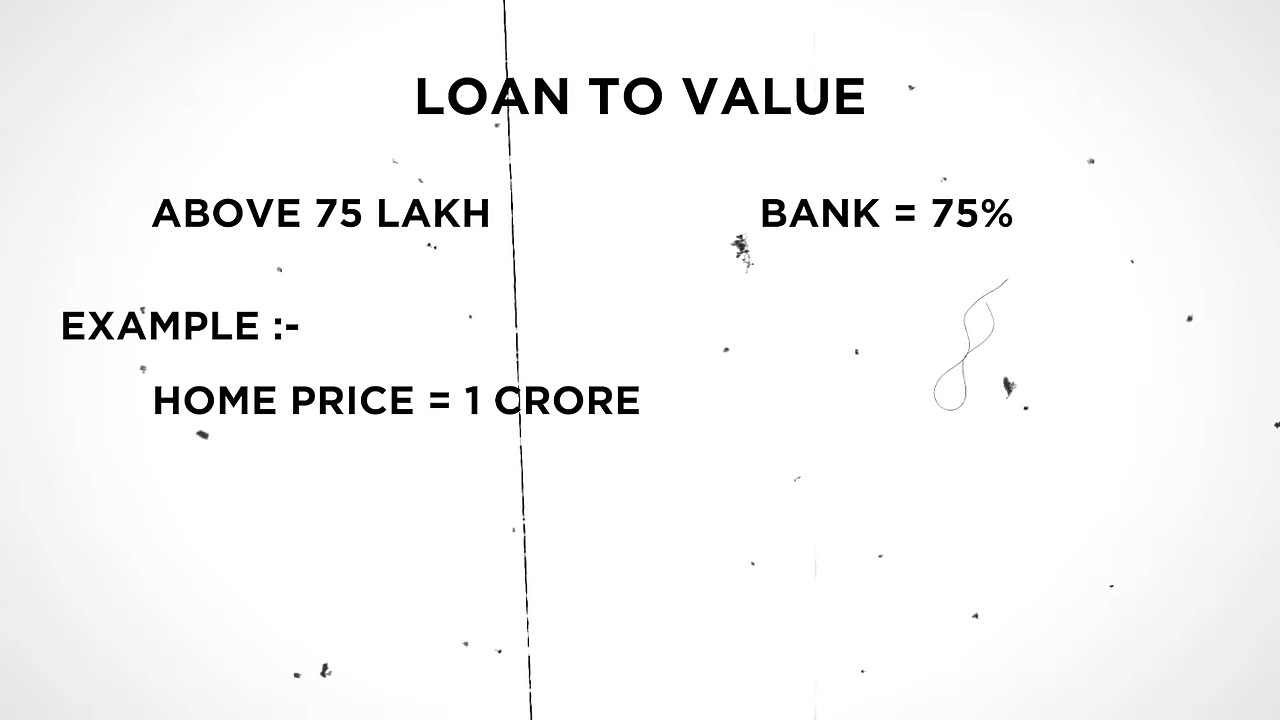 LOAN TO VALUE
ABOVE 75 LAKH BANK = 75%
EXAMPLE :-
HOME PRICE = 1 CRORE